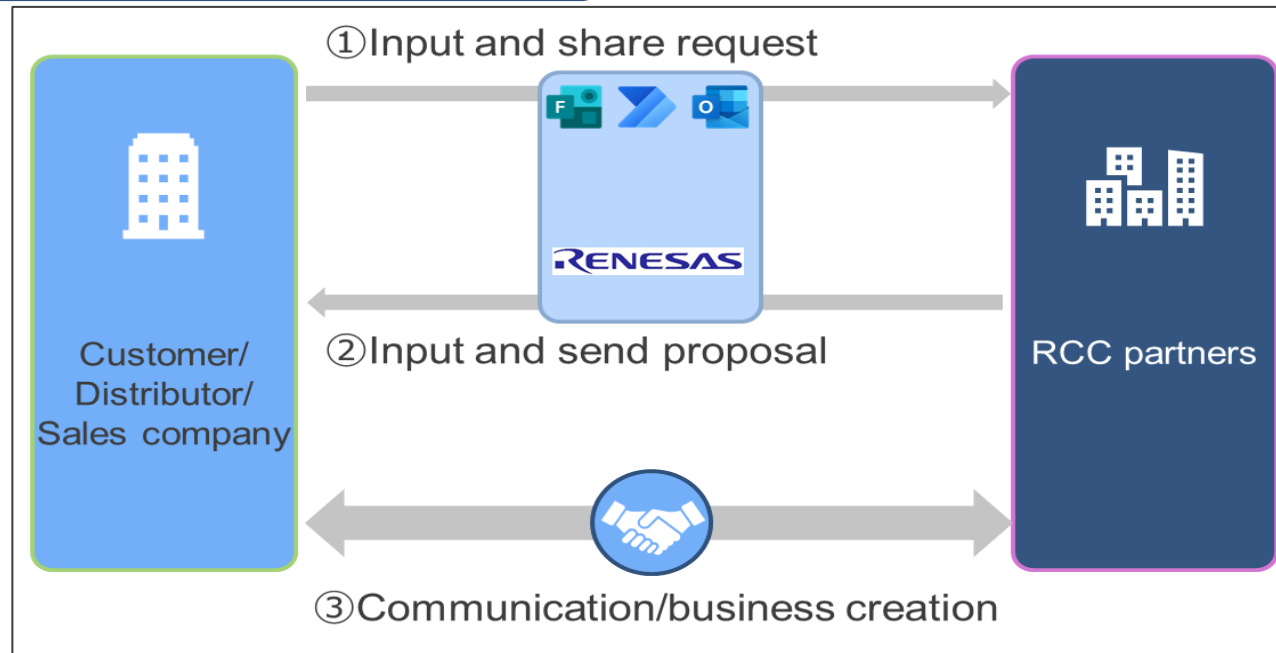 ①Input and share request
F
O
RENESAS
Customer/
Distributor/
Sales company
②Input and send proposal
RCC partners
③Communication/business creation